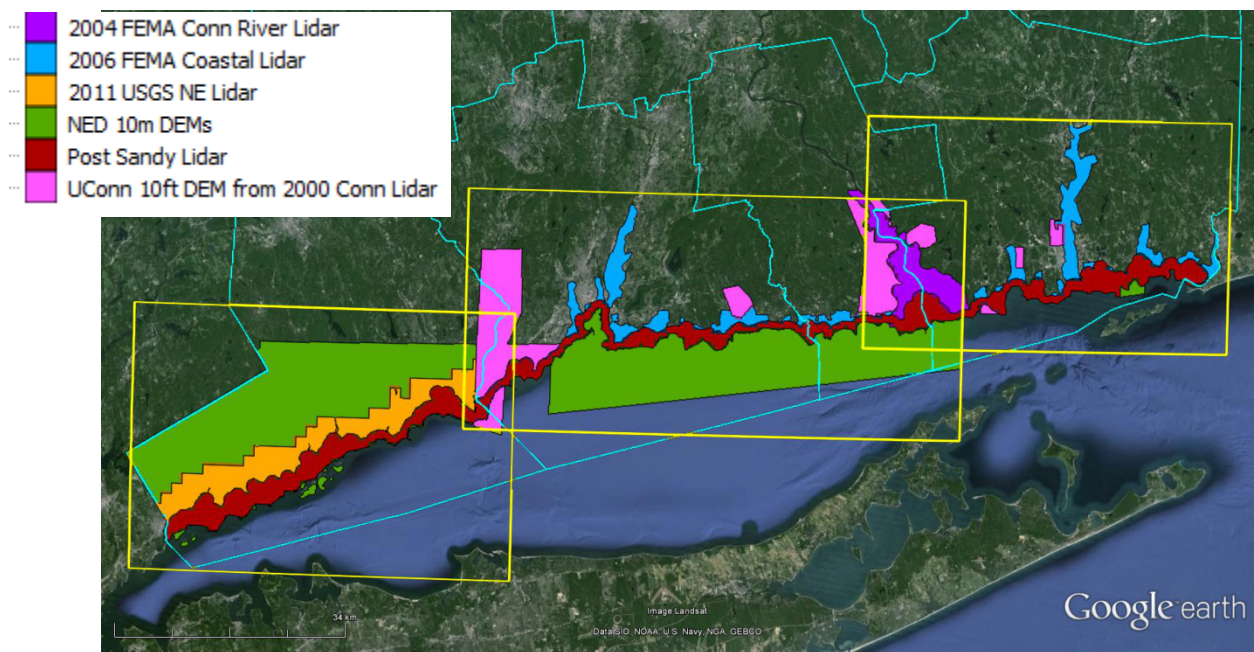 2004 FEMA Conn River Lidar
2006 FEMA Coastal Lidar
2011 USGS NE Lidar
NED 10m DEMs
Post Sandy Lidar
UConn 10ft DEM from 2000 Conn Lidar
34 km
Image Landsat
Data SIO, NOAA, U.S. Navy, NGA, GEBCO
Google earth